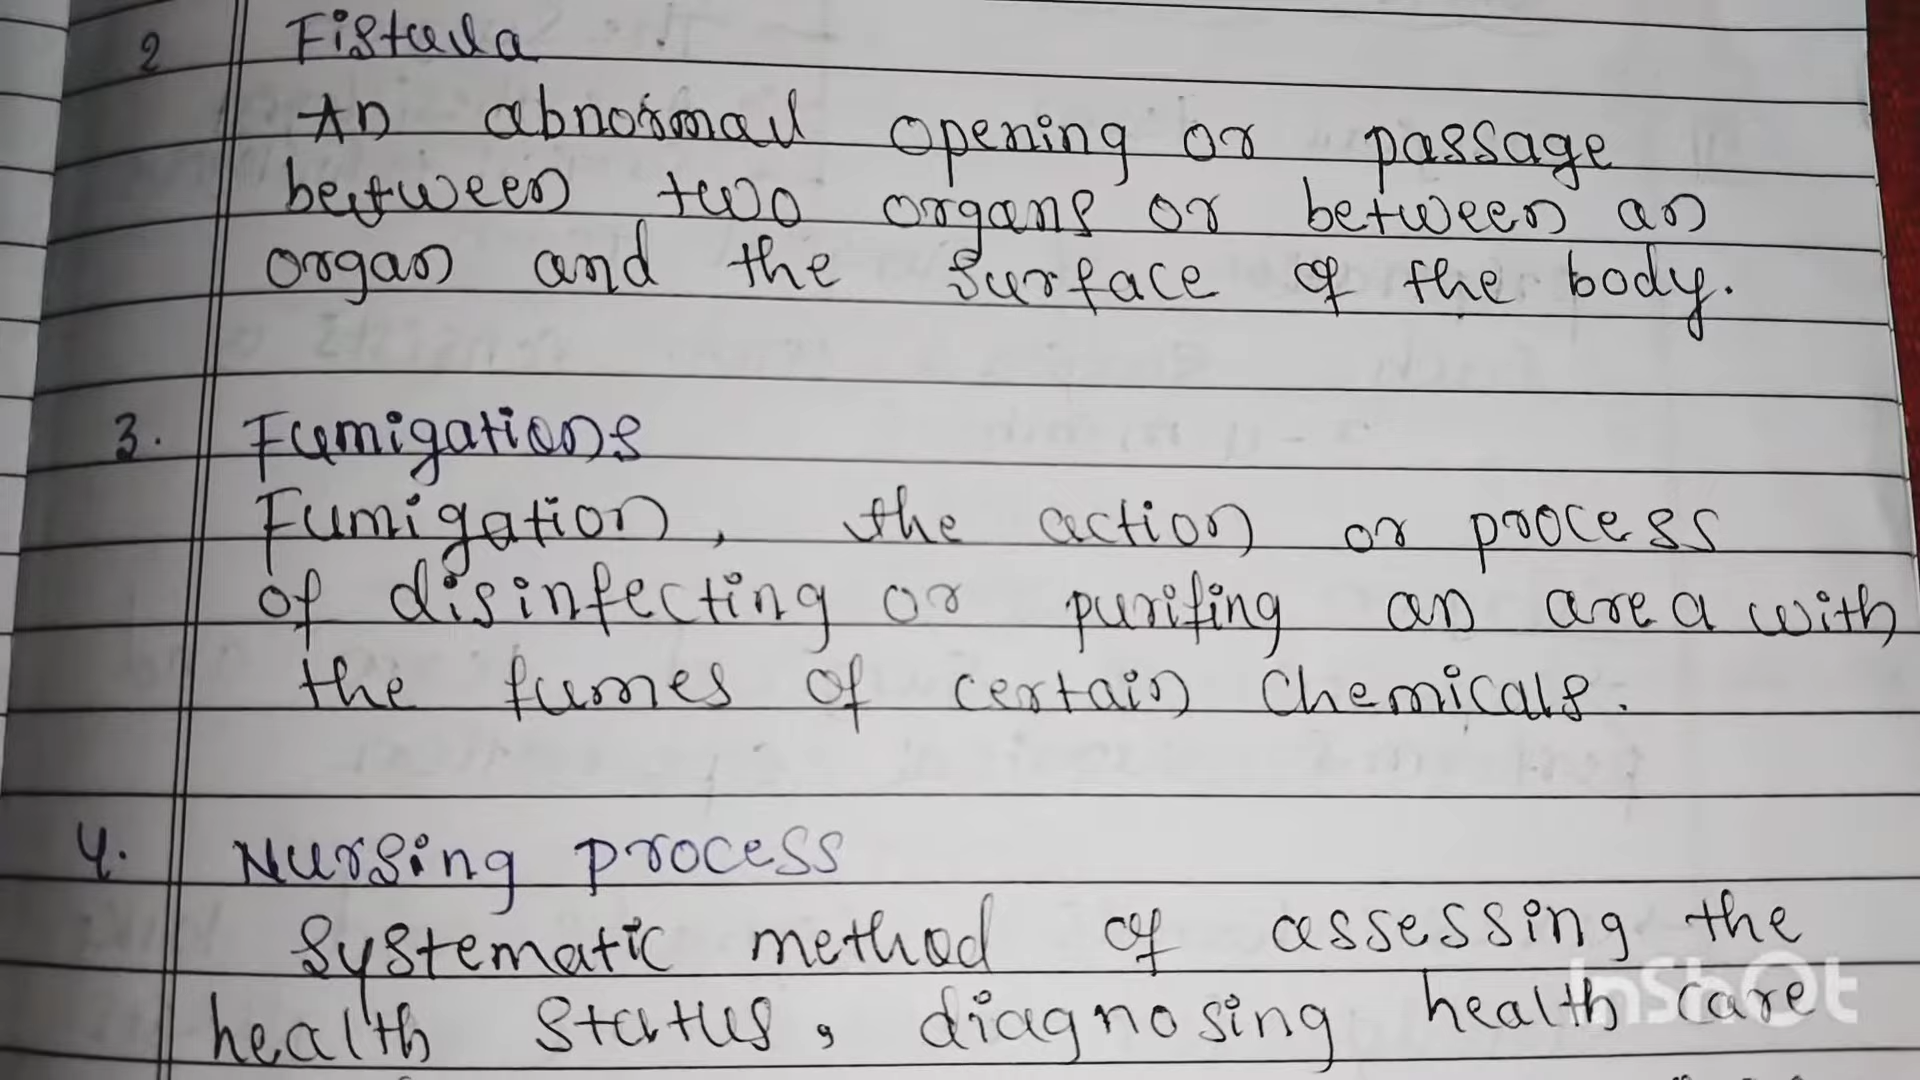 2 Fistula
An abnormal opening or passage
between two organs or between an
organ and the surface of the body.
3. Fumigations
Fumigation, the action or process
of disinfecting or purifing an area with
the fumes of certain Chemicals.
4. Nursing process
Systematic method of assessing the
health status, diagnosing health care
InShOt